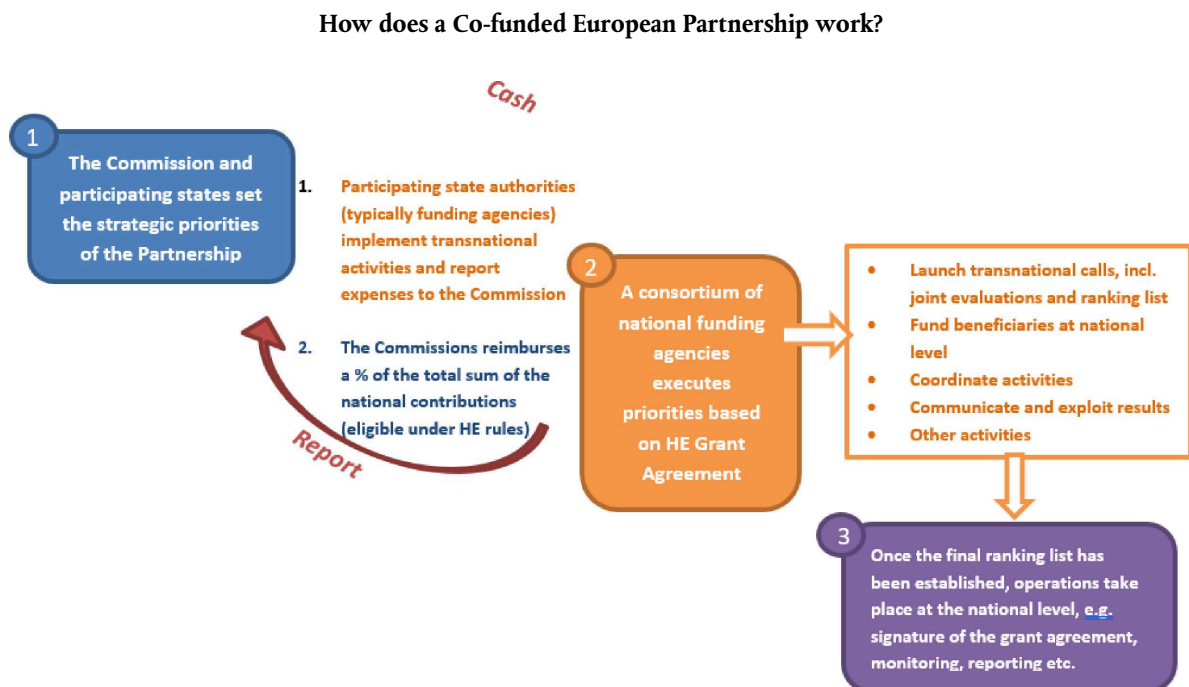 How does a Co-funded European Partnership work?
Cash
1
The Commission and
participating states set
the strategic priorities
of the Partnership
1. Participating state authorities
(typically funding agencies)
implement transnational
activities and report
expenses to the Commission
2. The Commissions reimburses
a % of the total sum of the
national contributions
(eligible under HE rules)
Report
2
A consortium of
national funding
agencies
executes
priorities based
on HE Grant
Agreement
• Launch transnational calls, incl.
joint evaluations and ranking list
• Fund beneficiaries at national
level
• Coordinate activities
• Communicate and exploit results
• Other activities
3
Once the final ranking list has
been established, operations take
place at the national level, e.g.
signature of the grant agreement,
monitoring, reporting etc.